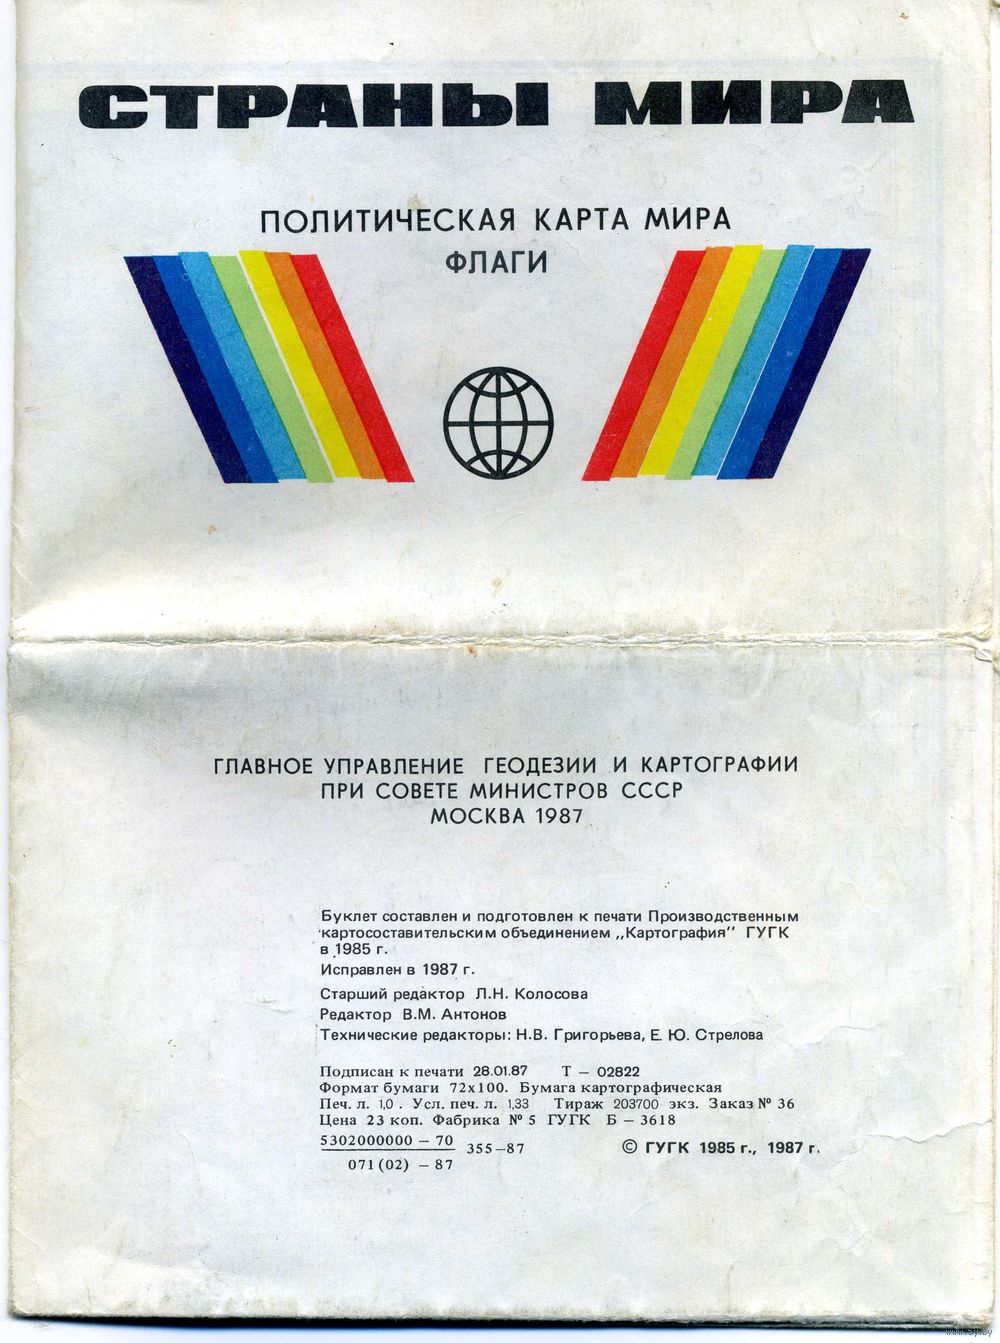 СТРАНЫ МИРА
ПОЛИТИЧЕСКАЯ КАРТА МИРА
ФЛАГИ
ГЛАВНОЕ УПРАВЛЕНИЕ ГЕОДЕЗИИ И КАРТОГРАФИИ
ПРИ СОВЕТЕ МИНИСТРОВ СССР
МОСКВА 1987
Буклет составлен и подготовлен к печати Производственным
картосоставительским объединением „Картография" ГУГК
в 1985 г.
Исправлен в 1987 г.
Старший редактор Л.Н. Колосова
Редактор В.М. Антонов
Технические редакторы: Н.В. Григорьева, Е.Ю. Стрелова
Подписан к печати 28.01.87 Т – 02822
Формат бумаги 72х100. Бумага картографическая
Печ. л. 1,0 . Усл. печ. л. 1,33 Тираж 203700 экз. Заказ № 36
Цена 23 коп. Фабрика № 5 ГУГК Б – 3618
5302000000 – 70
355–87
071(02) – 87
© ГУГК 1985 г., 1987 г.